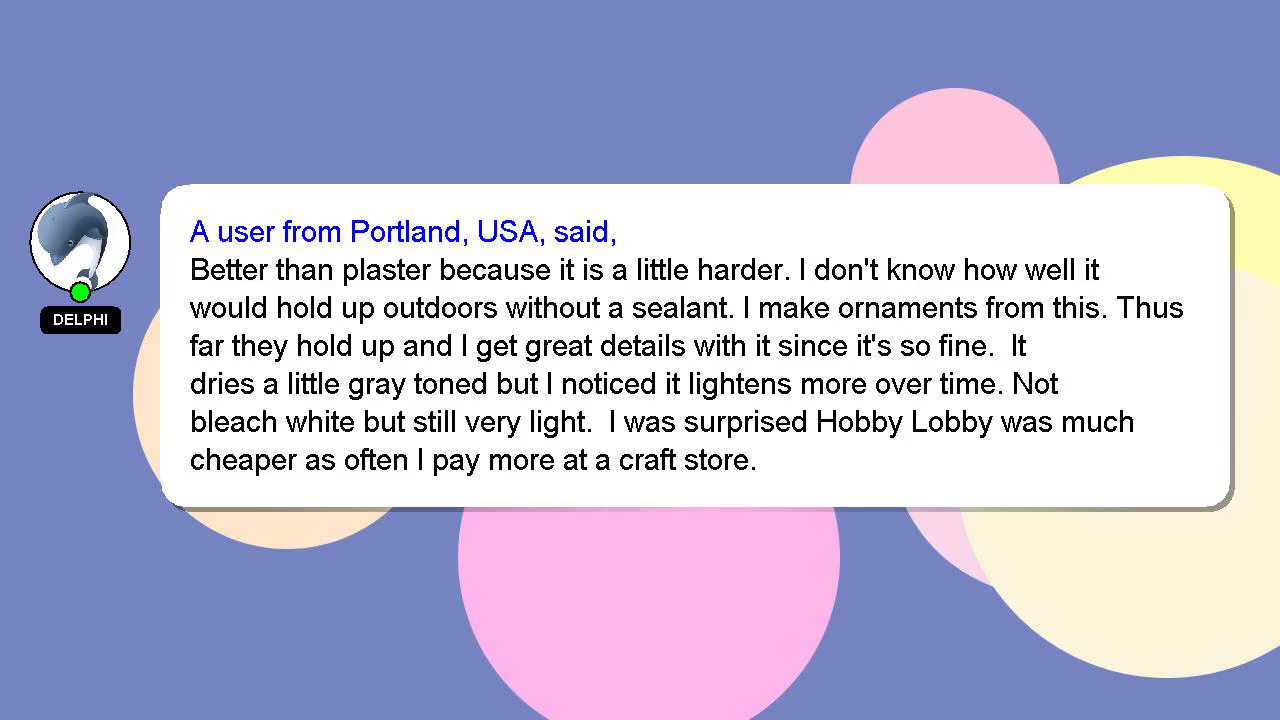 A user from Portland, USA, said,
Better than plaster because it is a little harder. I don't know how well it
would hold up outdoors without a sealant. I make ornaments from this. Thus
far they hold up and I get great details with it since it's so fine.  It
dries a little gray toned but I noticed it lightens more over time. Not
bleach white but still very light.  I was surprised Hobby Lobby was much
cheaper as often I pay more at a craft store.
DELPHI